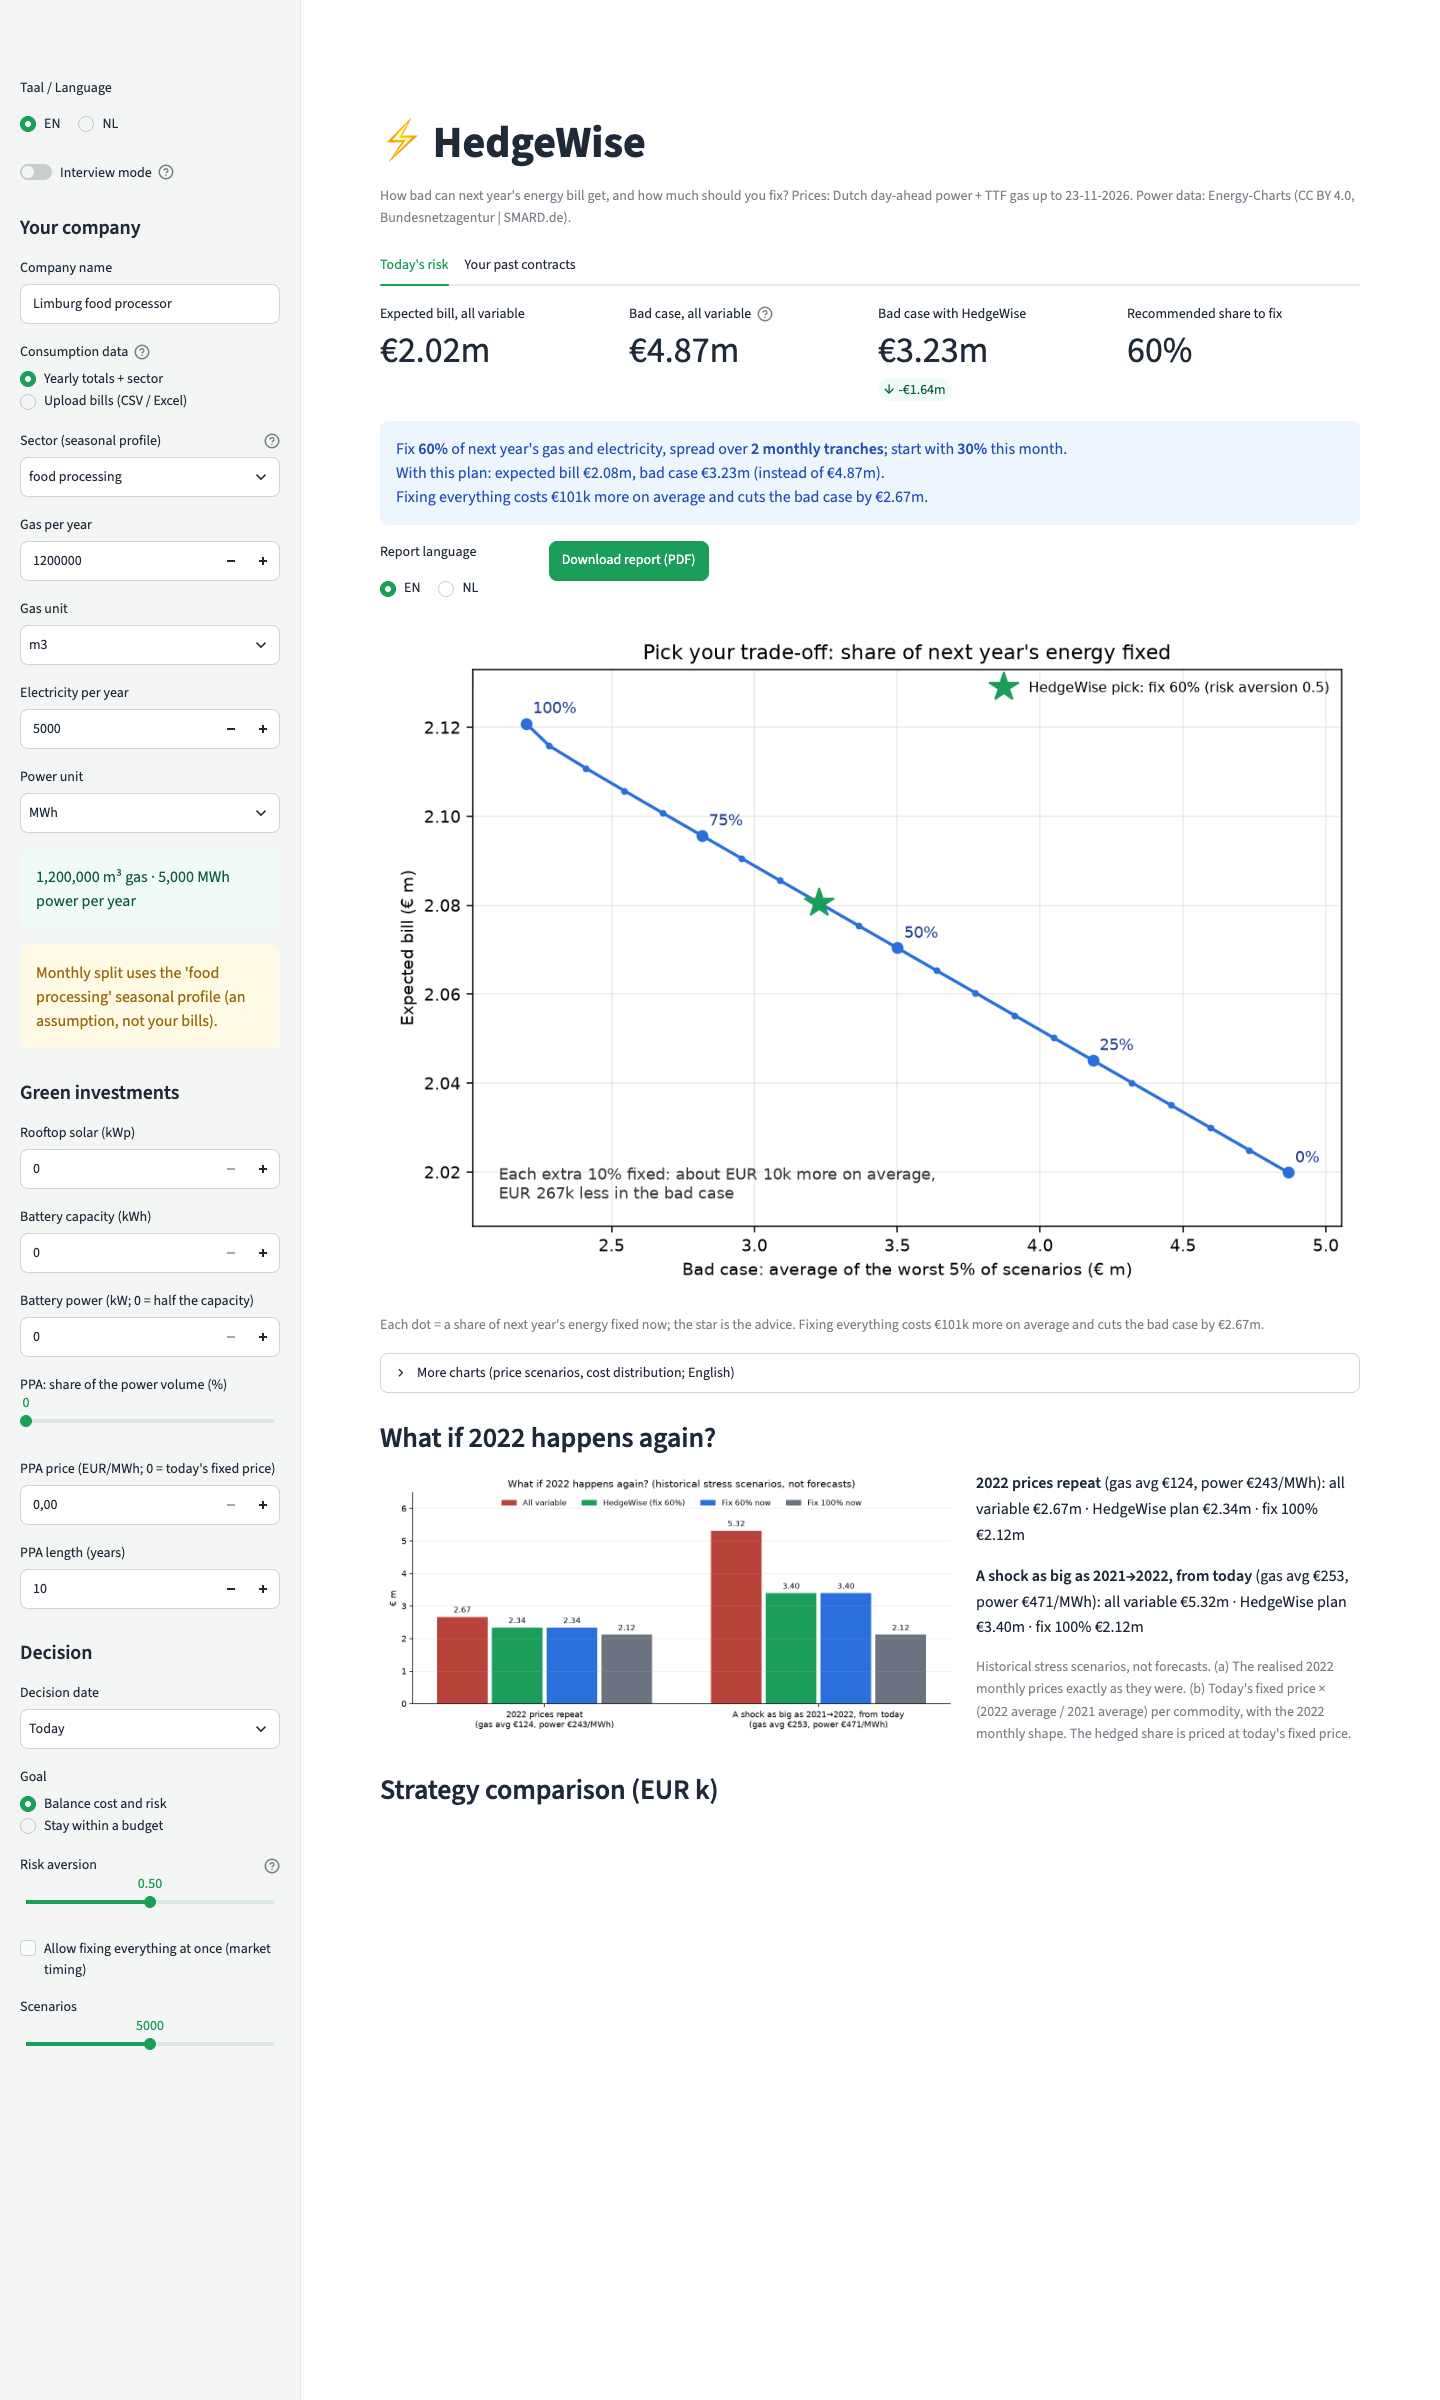 Taal / Language
EN
NL
Interview mode
Your company
Company name
Limburg food processor
Consumption data
Yearly totals + sector
Upload bills (CSV / Excel)
Sector (seasonal profile)
food processing
Gas per year
1200000
Gas unit
m3
Electricity per year
5000
Power unit
MWh
1,200,000 m³ gas · 5,000 MWh
power per year
Monthly split uses the 'food
processing' seasonal profile (an
assumption, not your bills).
Green investments
Rooftop solar (kWp)
0
Battery capacity (kWh)
0
Battery power (kW; 0 = half the capacity)
0
PPA: share of the power volume (%)
0
PPA price (EUR/MWh; 0 = today's fixed price)
0,00
PPA length (years)
10
Decision
Decision date
Today
Goal
Balance cost and risk
Stay within a budget
Risk aversion
0.50
Allow fixing everything at once (market
timing)
Scenarios
5000
⚡ HedgeWise
How bad can next year's energy bill get, and how much should you fix? Prices: Dutch day-ahead power + TTF gas up to 23-11-2026. Power data: Energy-Charts (CC BY 4.0,
Bundesnetzagentur | SMARD.de).
Today's risk
Your past contracts
Expected bill, all variable
€2.02m
Bad case, all variable
€4.87m
Bad case with HedgeWise
€3.23m
↓ -€1.64m
Recommended share to fix
60%
Fix 60% of next year's gas and electricity, spread over 2 monthly tranches; start with 30% this month.
With this plan: expected bill €2.08m, bad case €3.23m (instead of €4.87m).
Fixing everything costs €101k more on average and cuts the bad case by €2.67m.
Report language
EN
NL
Download report (PDF)
Pick your trade-off: share of next year's energy fixed
HedgeWise pick: fix 60% (risk aversion 0.5)
100%
75%
50%
25%
0%
2.12
2.10
2.08
2.06
2.04
2.02
Expected bill (€ m)
Each extra 10% fixed: about EUR 10k more on average,
EUR 267k less in the bad case
2.5 3.0 3.5 4.0 4.5 5.0
Bad case: average of the worst 5% of scenarios (€ m)
Each dot = a share of next year's energy fixed now; the star is the advice. Fixing everything costs €101k more on average and cuts the bad case by €2.67m.
More charts (price scenarios, cost distribution; English)
What if 2022 happens again?
What if 2022 happens again? (historical stress scenarios, not forecasts)
All variable
HedgeWise (fix 60%)
Fix 60% now
Fix 100% now
6
5
4
3
2
1
0
€ m
2.67
2.34
2.34
2.12
5.32
3.40
3.40
2.12
2022 prices repeat
(gas avg €124, power €243/MWh)
A shock as big as 2021→2022, from today
(gas avg €253, power €471/MWh)
2022 prices repeat (gas avg €124, power €243/MWh): all
variable €2.67m · HedgeWise plan €2.34m · fix 100%
€2.12m
A shock as big as 2021→2022, from today (gas avg €253,
power €471/MWh): all variable €5.32m · HedgeWise plan
€3.40m · fix 100% €2.12m
Historical stress scenarios, not forecasts. (a) The realised 2022
monthly prices exactly as they were. (b) Today's fixed price ×
(2022 average / 2021 average) per commodity, with the 2022
monthly shape. The hedged share is priced at today's fixed price.
Strategy comparison (EUR k)